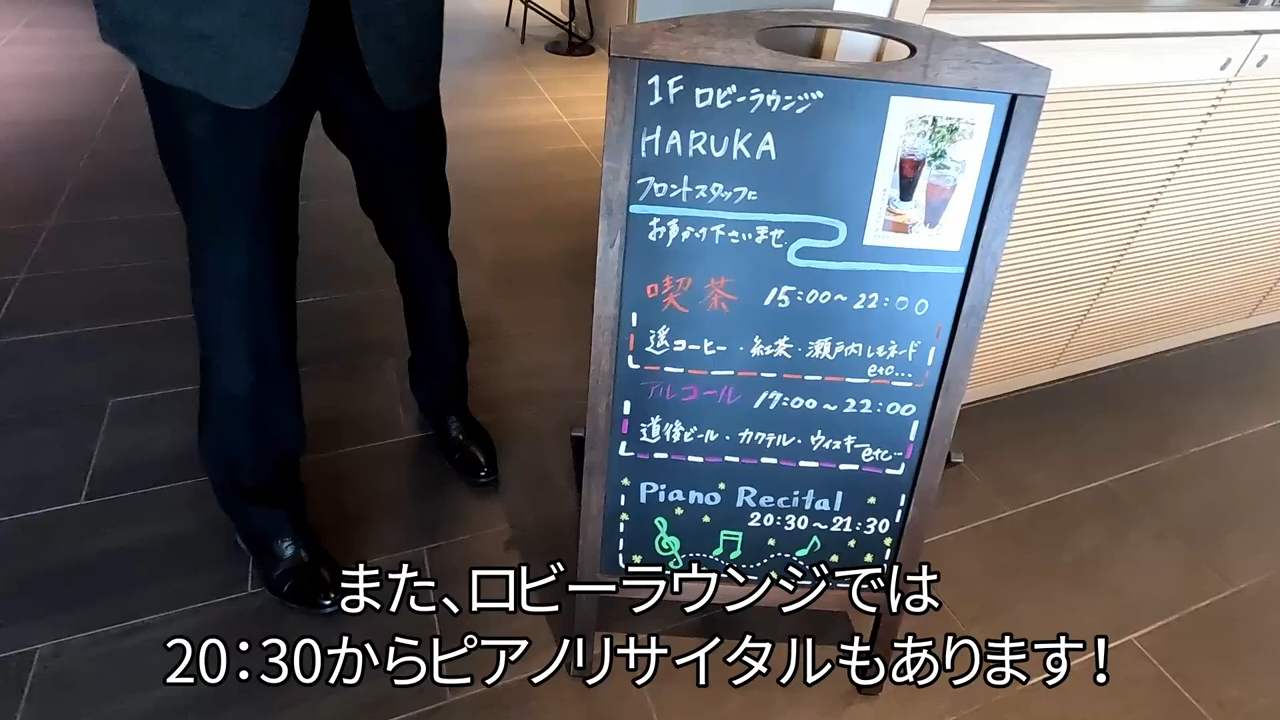 1F ロビーラウンジ
HARUKA
フロントスタッフに
お声かけ下さいませ.
喫茶 15:00~22:00
遥コーヒー・紅茶・瀬戸内レモネード
etc...
アルコール 17:00~22:00
道後ビール・カクテル・ウィスキー etc...
Piano Recital
20:30~21:30
また、ロビーラウンジでは
20:30からピアノリサイタルもあります!